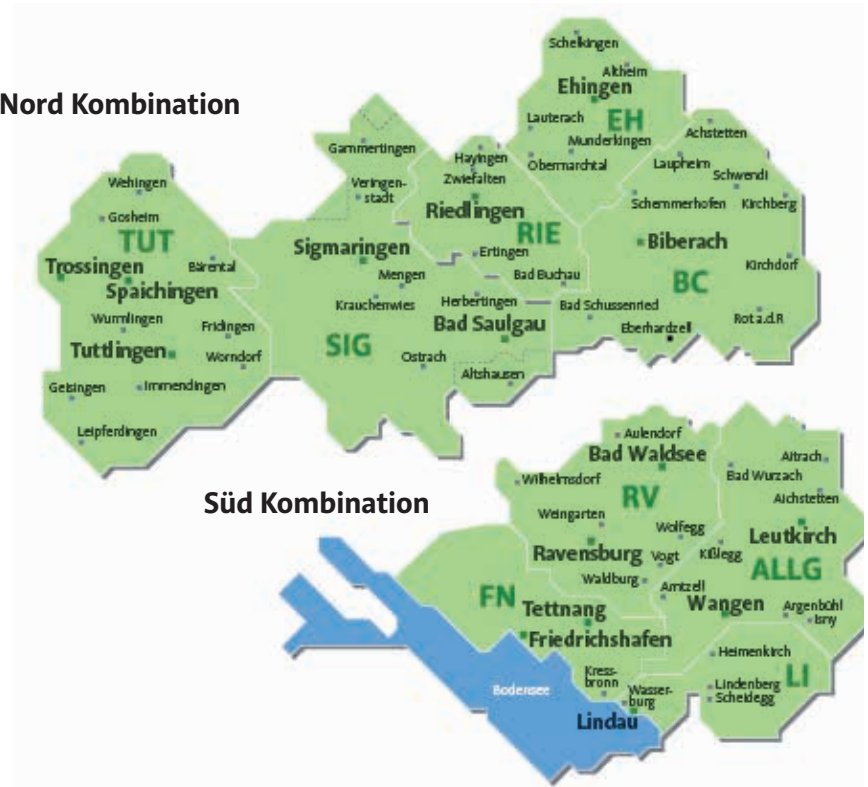 Nord Kombination
Schelkingen
Altheim
Ehingen
EH
Lauterach
Munderkingen
Obermarchtal
Gammertingen
Hayingen
Zwiefalten
Veringen-
stadt
Riedlingen
RIE
Ertingen
Bad Buchau
Achstetten
Laupheim
Schwendi
Schemmerhofen
Kirchberg
Biberach
Kirchdorf
BC
Bad Schussenried
Eberhardzell
Rot a.d.R
Wehingen
Gosheim
TUT
Trossingen
Bärental
Spaichingen
Wurmlingen
Fridingen
Tuttlingen
Worndorf
Geisingen
Immendingen
Leipferdingen
Sigmaringen
Mengen
Krauchenwies
Herbertingen
Bad Saulgau
SIG
Ostrach
Altshausen
Süd Kombination
Aulendorf
Bad Waldsee
Wilhelmsdorf
RV
Weingarten
Wolfegg
Ravensburg
Vogt
Waldburg
Aitrach
Bad Wurzach
Aichstetten
Leutkirch
Kißlegg
ALLG
Amtzell
Wangen
Argenbühl
Isny
FN
Tettnang
Friedrichshafen
Kress-
bronn
Wasser-
burg
Bodensee
Lindau
Heimenkirch
LI
Lindenberg
Scheidegg